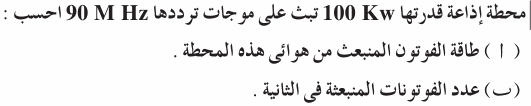 محطة إذاعة قدرتها 100 Kw تبث على موجات ترددها 90 M Hz احسب :
( ا ) طاقة الفوتون المنبعث من هوائى هذه المحطة .
(ب) عدد الفوتونات المنبعثة فى الثانية .